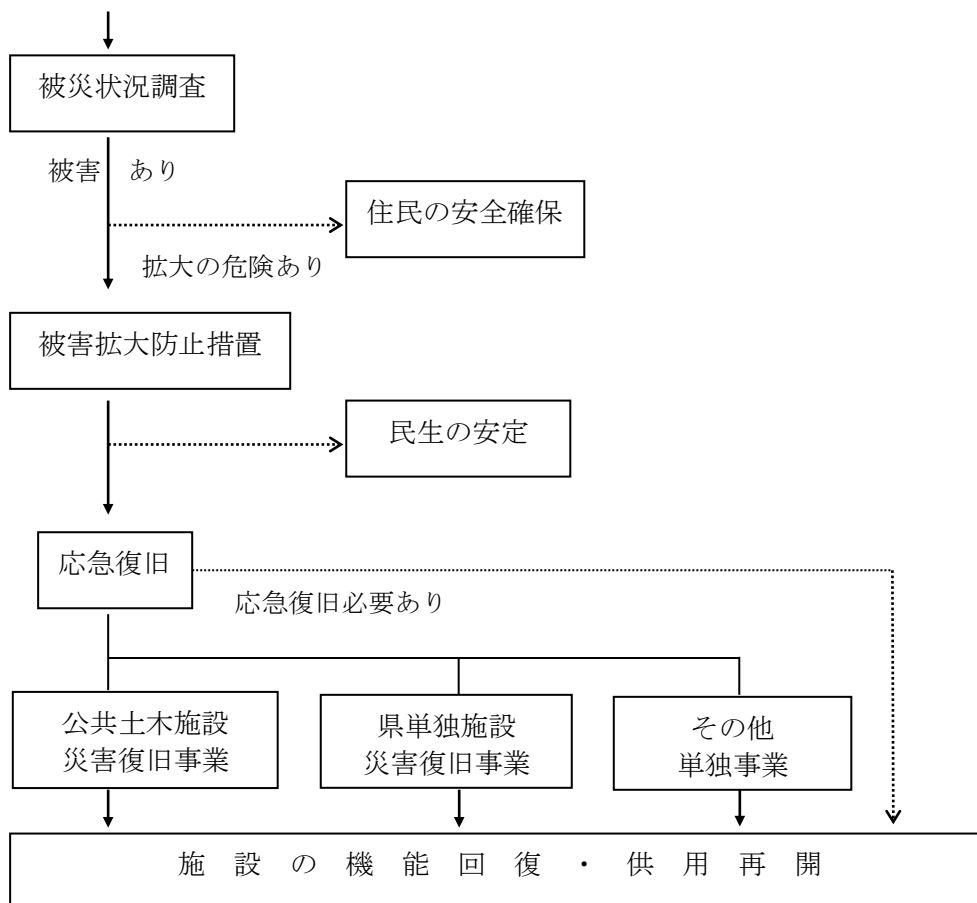 被災状況調査
被害 あり
住民の安全確保
拡大の危険あり
被害拡大防止措置
民生の安定
応急復旧
応急復旧必要あり
公共土木施設
災害復旧事業
県単独施設
災害復旧事業
その他
単独事業
施設の機能回復・供用再開